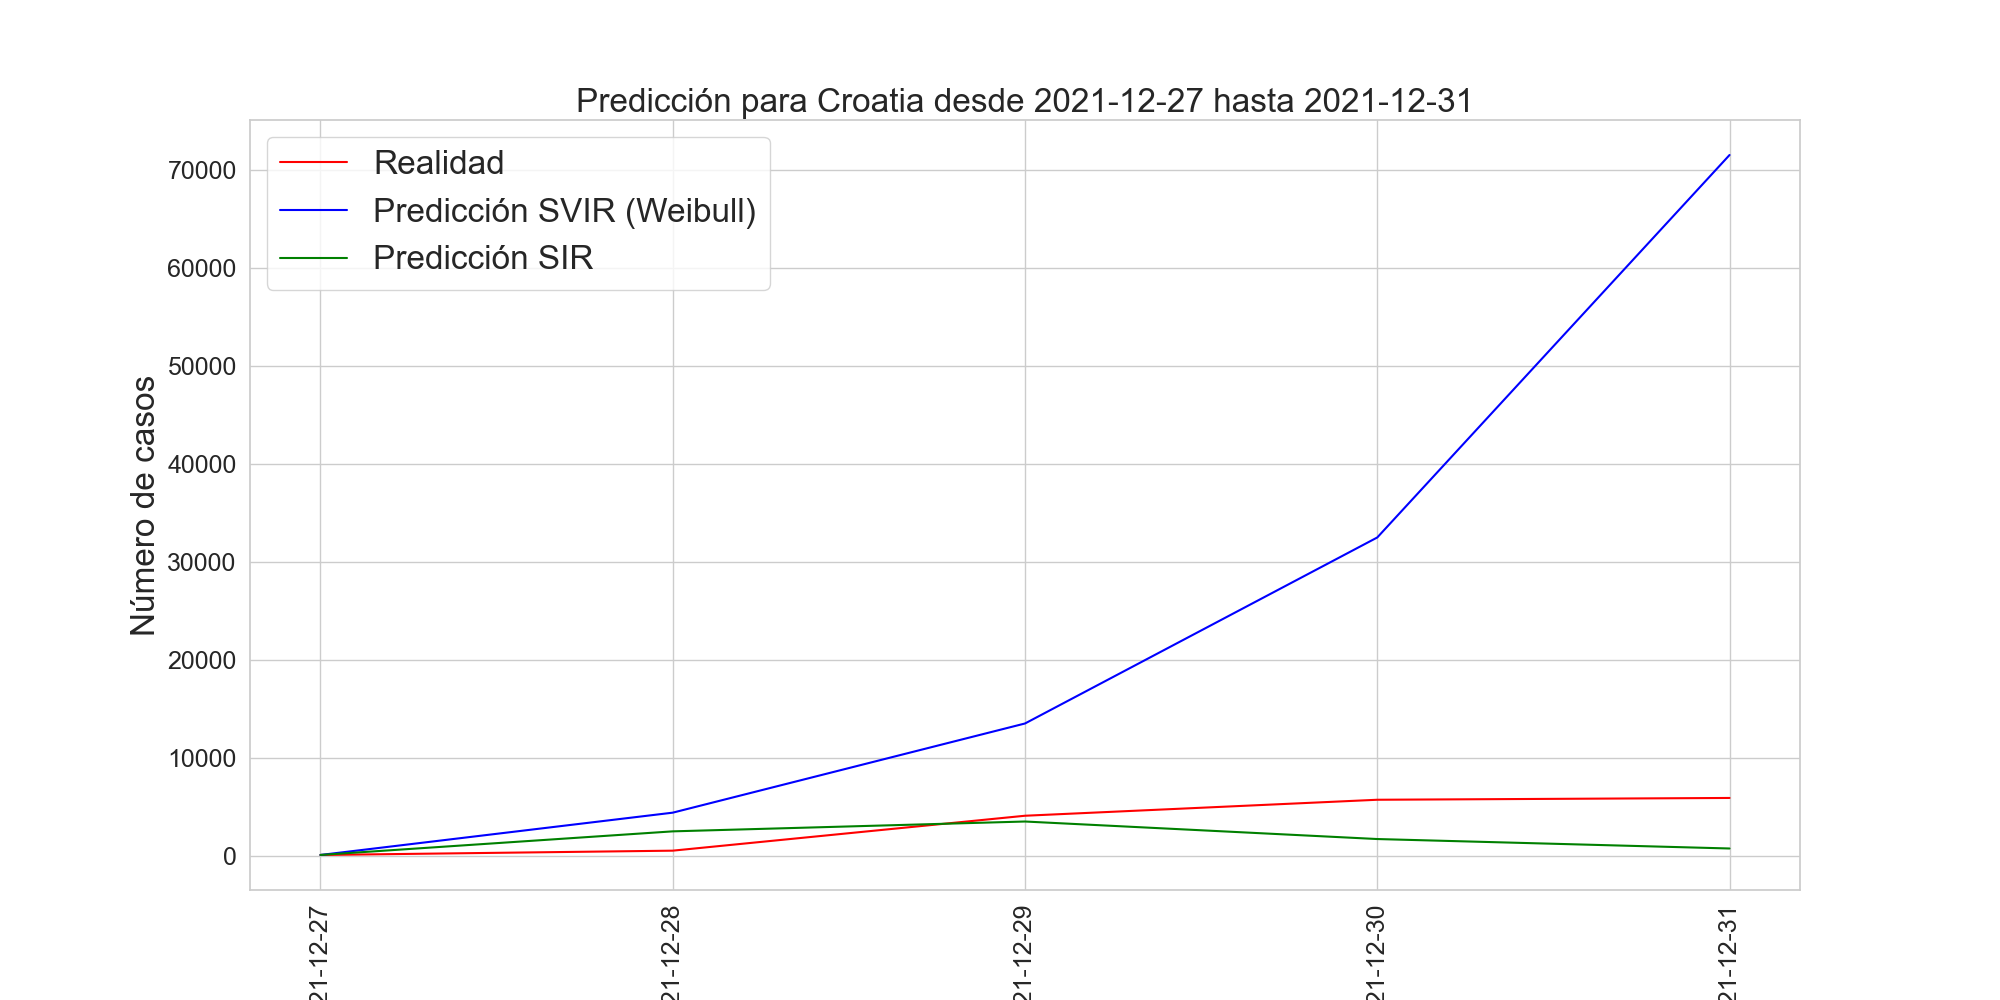 Predicción para Croatia desde 2021-12-27 hasta 2021-12-31
Realidad
Predicción SVIR (Weibull)
Predicción SIR
Número de casos
70000
60000
50000
40000
30000
20000
10000
0
21-12-27
21-12-28
21-12-29
21-12-30
21-12-31